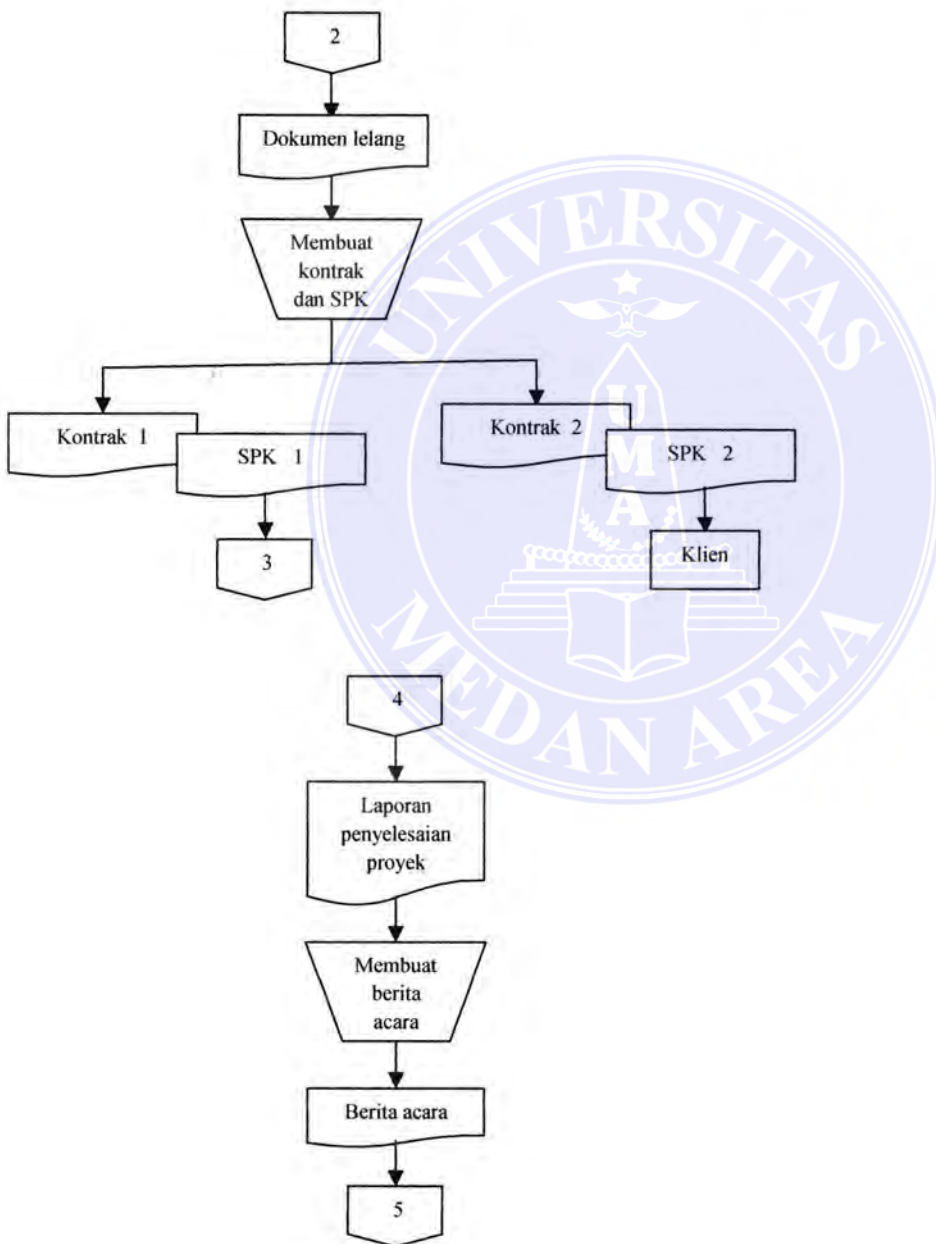 2
Dokumen lelang
Membuat
kontrak
dan SPK
Kontrak 1
SPK 1
3
Kontrak 2
SPK 2
Klien
4
Laporan
penyelesaian
proyek
Membuat
berita
acara
Berita acara
5
UNIVERSITAS
MEDAN AREA
UMA